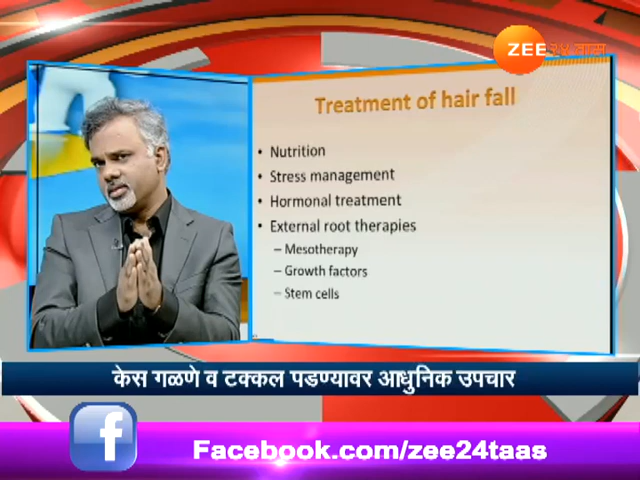 ZEE २४ तास
Treatment of hair fall
• Nutrition
• Stress management
• Hormonal treatment
• External root therapies
– Mesotherapy
– Growth factors
– Stem cells
केस गळणे व टक्कल पडण्यावर आधुनिक उपचार
f
Facebook.com/zee24taas